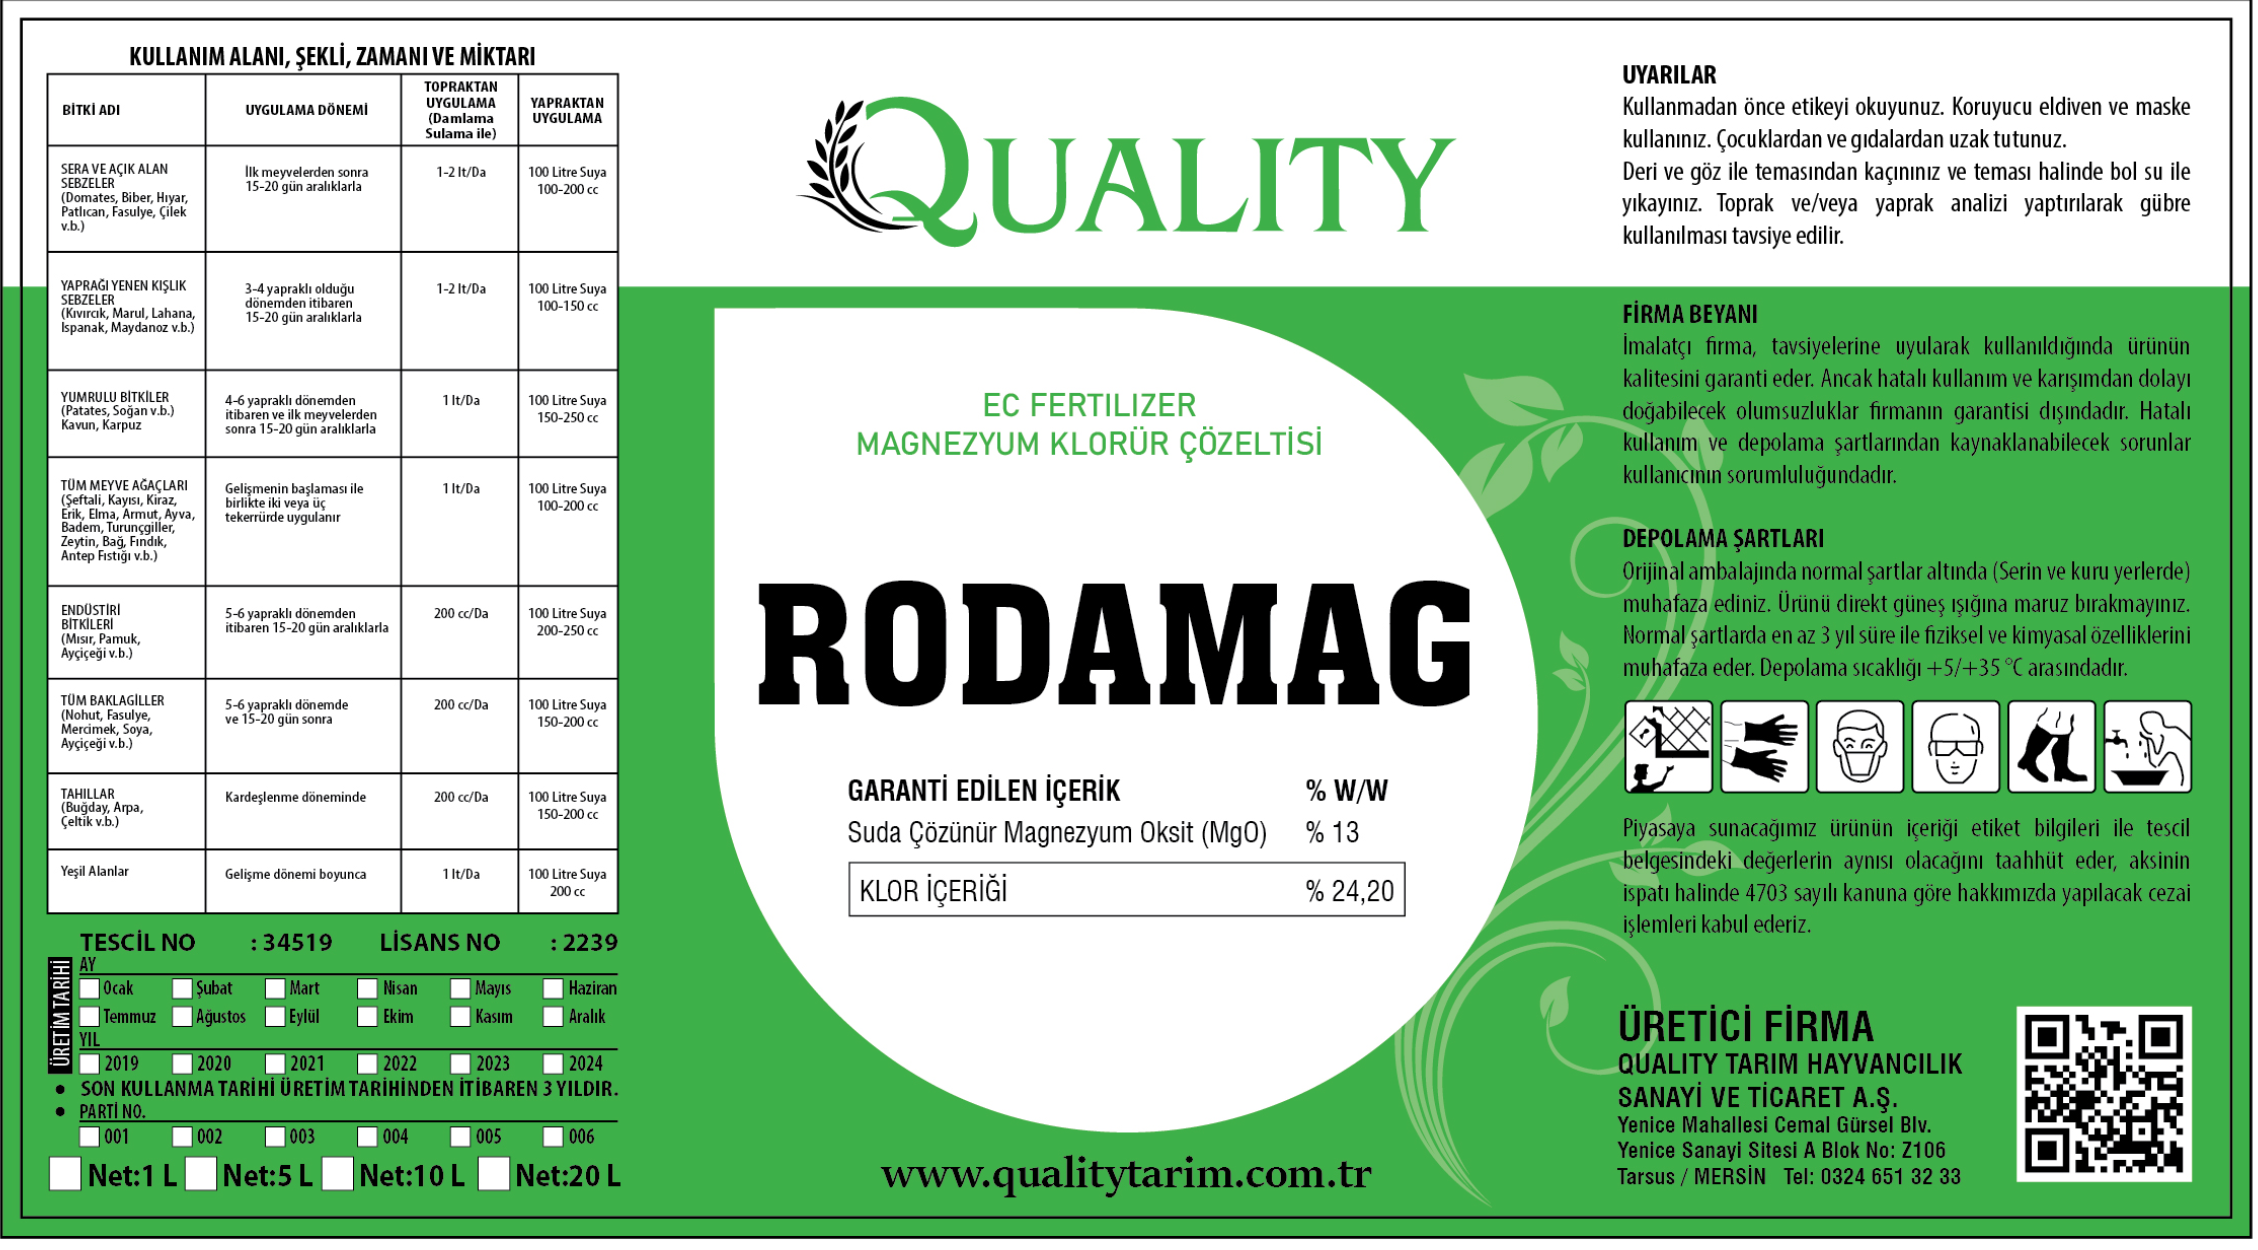 KULLANIM ALANI, ŞEKLİ, ZAMANI VE MİKTARI
BİTKİ ADI
UYGULAMA DÖNEMİ
TOPRAKTAN
UYGULAMA
(Damlama
Sulama ile)
YAPRAKTAN
UYGULAMA
SERA VE AÇIK ALAN
SEBZELER
(Domates, Biber, Hıyar,
Patlıcan, Fasulye, Çilek
v.b.)
İlk meyvelerden sonra
15-20 gün aralıklarla
1-2 lt/Da
100 Litre Suya
100-200 cc
YAPRAĞI YENEN KIŞLIK
SEBZELER
(Kıvırcık, Marul, Lahana,
Ispanak, Maydanoz v.b.)
3-4 yapraklı olduğu
dönemden itibaren
15-20 gün aralıklarla
1-2 lt/Da
100 Litre Suya
100-150 cc
YUMRULU BİTKİLER
(Patates, Soğan v.b.)
Kavun, Karpuz
4-6 yapraklı dönemden
itibaren ve ilk meyvelerden
sonra 15-20 gün aralıklarla
1 lt/Da
100 Litre Suya
150-250 cc
TÜM MEYVE AĞAÇLARI
(Şeftali, Kayısı, Kiraz,
Erik, Elma, Armut, Ayva,
Badem, Turunçgiller,
Zeytin, Bağ, Fındık,
Antep Fıstığı v.b.)
Gelişmenin başlaması ile
birlikte iki veya üç
tekerrürde uygulanır
1 lt/Da
100 Litre Suya
100-200 cc
ENDÜSTİRİ
BİTKİLERİ
(Mısır, Pamuk,
Ayçiçeği v.b.)
5-6 yapraklı dönemden
itibaren 15-20 gün aralıklarla
200 cc/Da
100 Litre Suya
200-250 cc
TÜM BAKLAGİLLER
(Nohut, Fasulye,
Mercimek, Soya,
Ayçiçeği v.b.)
5-6 yapraklı dönemde
ve 15-20 gün sonra
200 cc/Da
100 Litre Suya
150-200 cc
TAHILLAR
(Buğday, Arpa,
Çeltik v.b.)
Kardeşlenme döneminde
200 cc/Da
100 Litre Suya
150-200 cc
Yeşil Alanlar
Gelişme dönemi boyunca
1 lt/Da
100 Litre Suya
200 cc
TESCİL NO : 34519 LİSANS NO : 2239
ÜRETİM TARİHİ
AY
Ocak Şubat Mart Nisan Mayıs Haziran
Temmuz Ağustos Eylül Ekim Kasım Aralık
YIL
2019 2020 2021 2022 2023 2024
• SON KULLANMA TARİHİ ÜRETİM TARİHİNDEN İTİBAREN 3 YILDIR.
• PARTİ NO.
001 002 003 004 005 006
Net:1 L Net:5 L Net:10 L Net:20 L
QUALITY
EC FERTILIZER
MAGNEZYUM KLORÜR ÇÖZELTİSİ
RODAMAG
GARANTİ EDİLEN İÇERİK % W/W
Suda Çözünür Magnezyum Oksit (MgO) % 13
KLOR İÇERİĞİ % 24,20
www.qualitytarim.com.tr
UYARILAR
Kullanmadan önce etikeyi okuyunuz. Koruyucu eldiven ve maske
kullanınız. Çocuklardan ve gıdalardan uzak tutunuz.
Deri ve göz ile temasından kaçınınız ve teması halinde bol su ile
yıkayınız. Toprak ve/veya yaprak analizi yaptırılarak gübre
kullanılması tavsiye edilir.
FİRMA BEYANI
İmalatçı firma, tavsiyelerine uyularak kullanıldığında ürünün
kalitesini garanti eder. Ancak hatalı kullanım ve karışımdan dolayı
doğabilecek olumsuzluklar firmanın garantisi dışındadır. Hatalı
kullanım ve depolama şartlarından kaynaklanabilecek sorunlar
kullanıcının sorumluluğundadır.
DEPOLAMA ŞARTLARI
Orijinal ambalajında normal şartlar altında (Serin ve kuru yerlerde)
muhafaza ediniz. Ürünü direkt güneş ışığına maruz bırakmayınız.
Normal şartlarda en az 3 yıl süre ile fiziksel ve kimyasal özelliklerini
muhafaza eder. Depolama sıcaklığı +5/+35 °C arasındadır.
Piyasaya sunacağımız ürünün içeriği etiket bilgileri ile tescil
belgesindeki değerlerin aynısı olacağını taahhüt eder, aksinin
ispatı halinde 4703 sayılı kanuna göre hakkımızda yapılacak cezai
işlemleri kabul ederiz.
ÜRETİCİ FİRMA
QUALITY TARIM HAYVANCILIK
SANAYİ VE TİCARET A.Ş.
Yenice Mahallesi Cemal Gürsel Blv.
Yenice Sanayi Sitesi A Blok No: Z106
Tarsus / MERSİN Tel: 0324 651 32 33